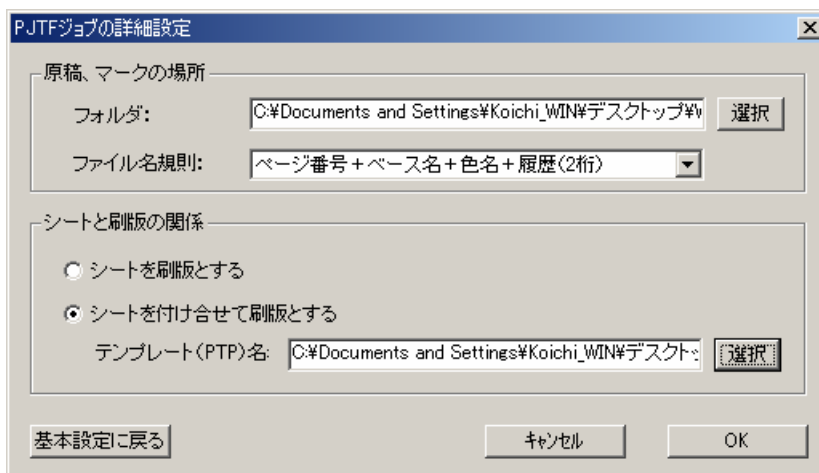 PJTFジョブの詳細設定
原稿、マークの場所
フォルダ: C:¥Documents and Settings¥Koichi_WIN¥デスクトップ¥ 選択
ファイル名規則: ページ番号+ベース名+色名+履歴(2桁)
シートと刷版の関係
シートを刷版とする
シートを付け合せて刷版とする
テンプレート(PTP)名: C:¥Documents and Settings¥Koichi_WIN¥デスクトッ 選択
基本設定に戻る キャンセル OK